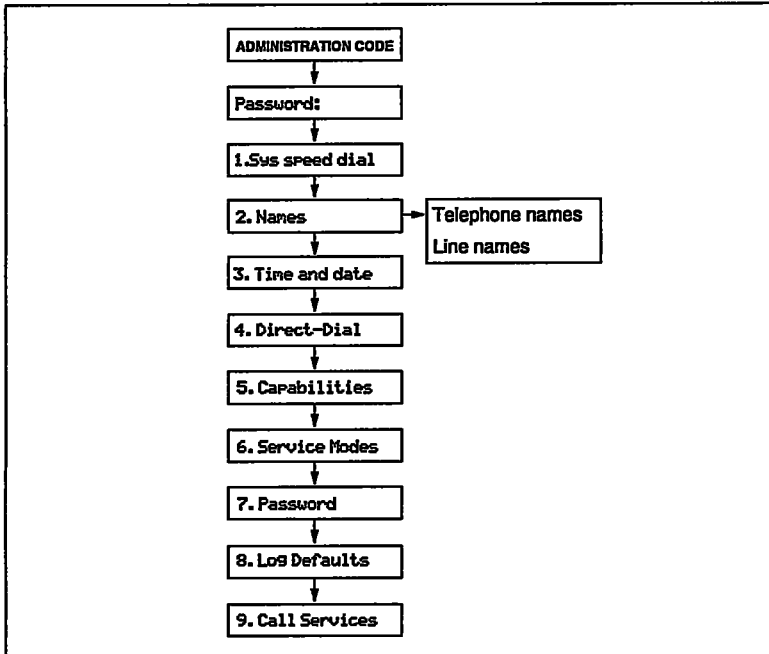 ADMINISTRATION CODE
Password:
1.Sys speed dial
2. Names
Telephone names
Line names
3. Time and date
4. Direct-Dial
5. Capabilities
6. Service Modes
7. Password
8. Log Defaults
9. Call Services